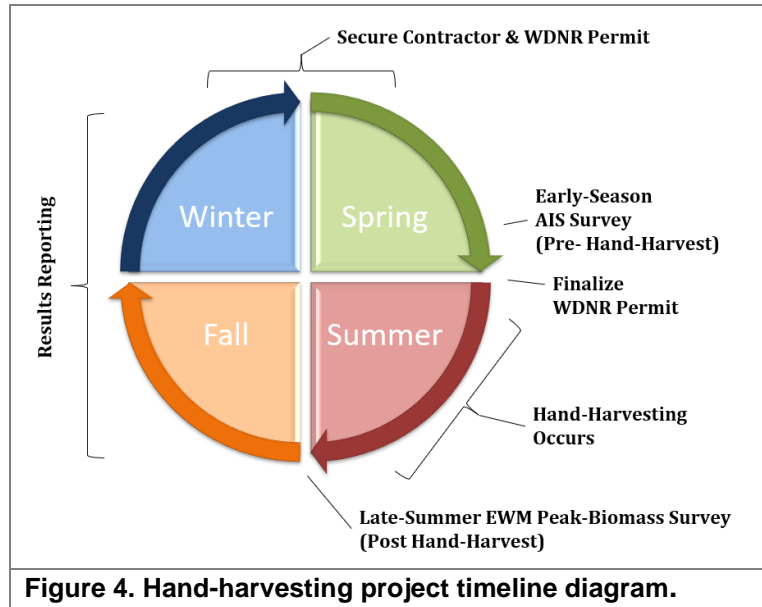 Secure Contractor & WDNR Permit
Winter
Spring
Early-Season
AIS Survey
(Pre- Hand-Harvest)
Results Reporting
Finalize
WDNR Permit
Fall
Summer
Hand-Harvesting
Occurs
Late-Summer EWM Peak-Biomass Survey
(Post Hand-Harvest)
Figure 4. Hand-harvesting project timeline diagram.